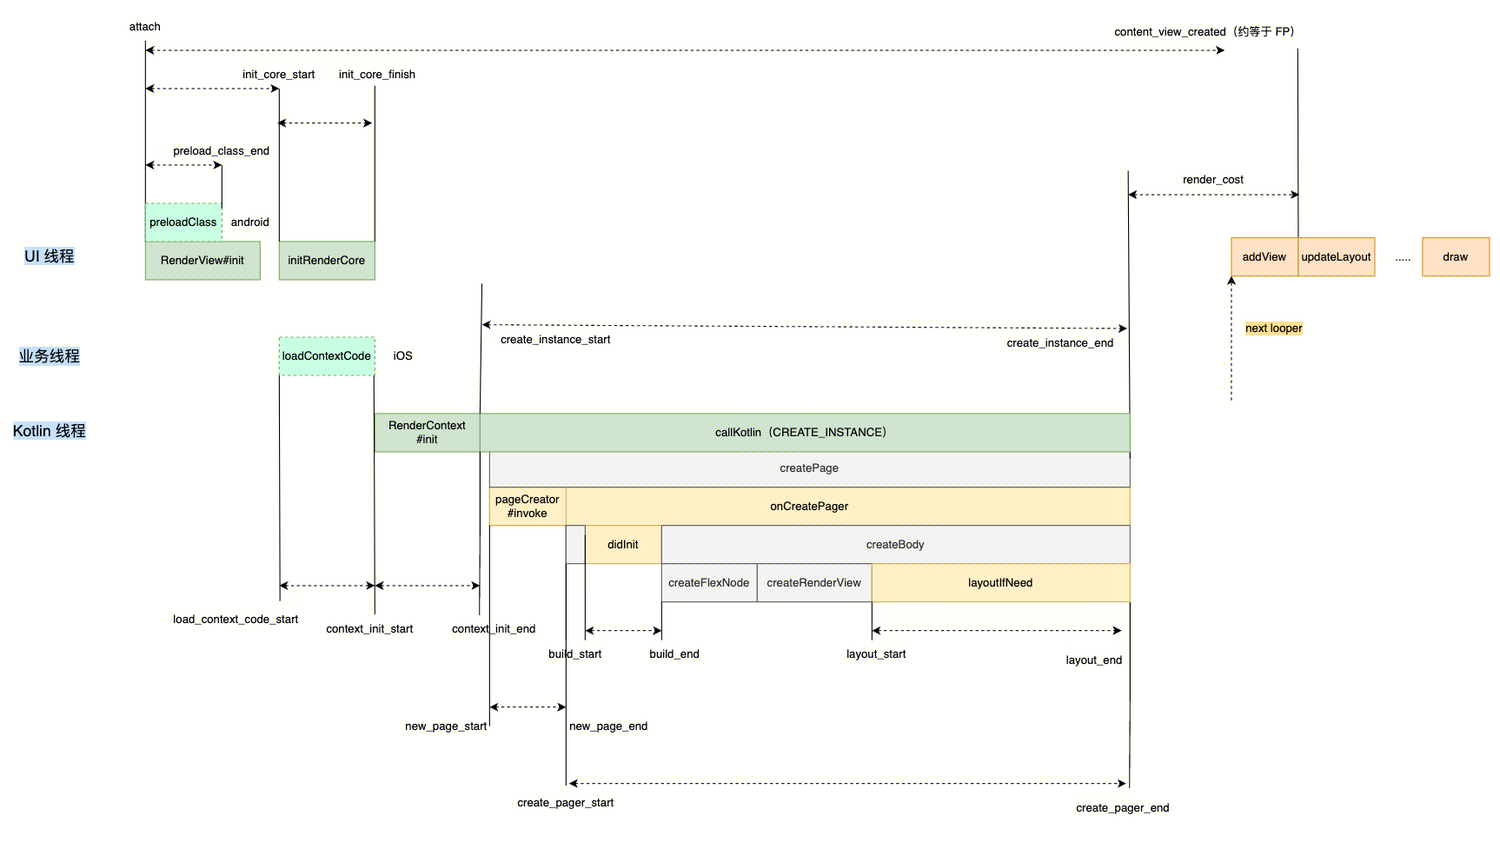 attach
content_view_created（约等于 FP）
init_core_start
init_core_finish
preload_class_end
render_cost
preloadClass
android
UI 线程
RenderView#init
initRenderCore
addView
updateLayout
.....
draw
next looper
create_instance_start
create_instance_end
业务线程
loadContextCode
iOS
Kotlin 线程
RenderContext
#init
callKotlin（CREATE_INSTANCE）
createPage
pageCreator
#invoke
onCreatePager
didInit
createBody
createFlexNode
createRenderView
layoutIfNeed
load_context_code_start
context_init_start
context_init_end
build_start
build_end
layout_start
layout_end
new_page_start
new_page_end
create_pager_start
create_pager_end